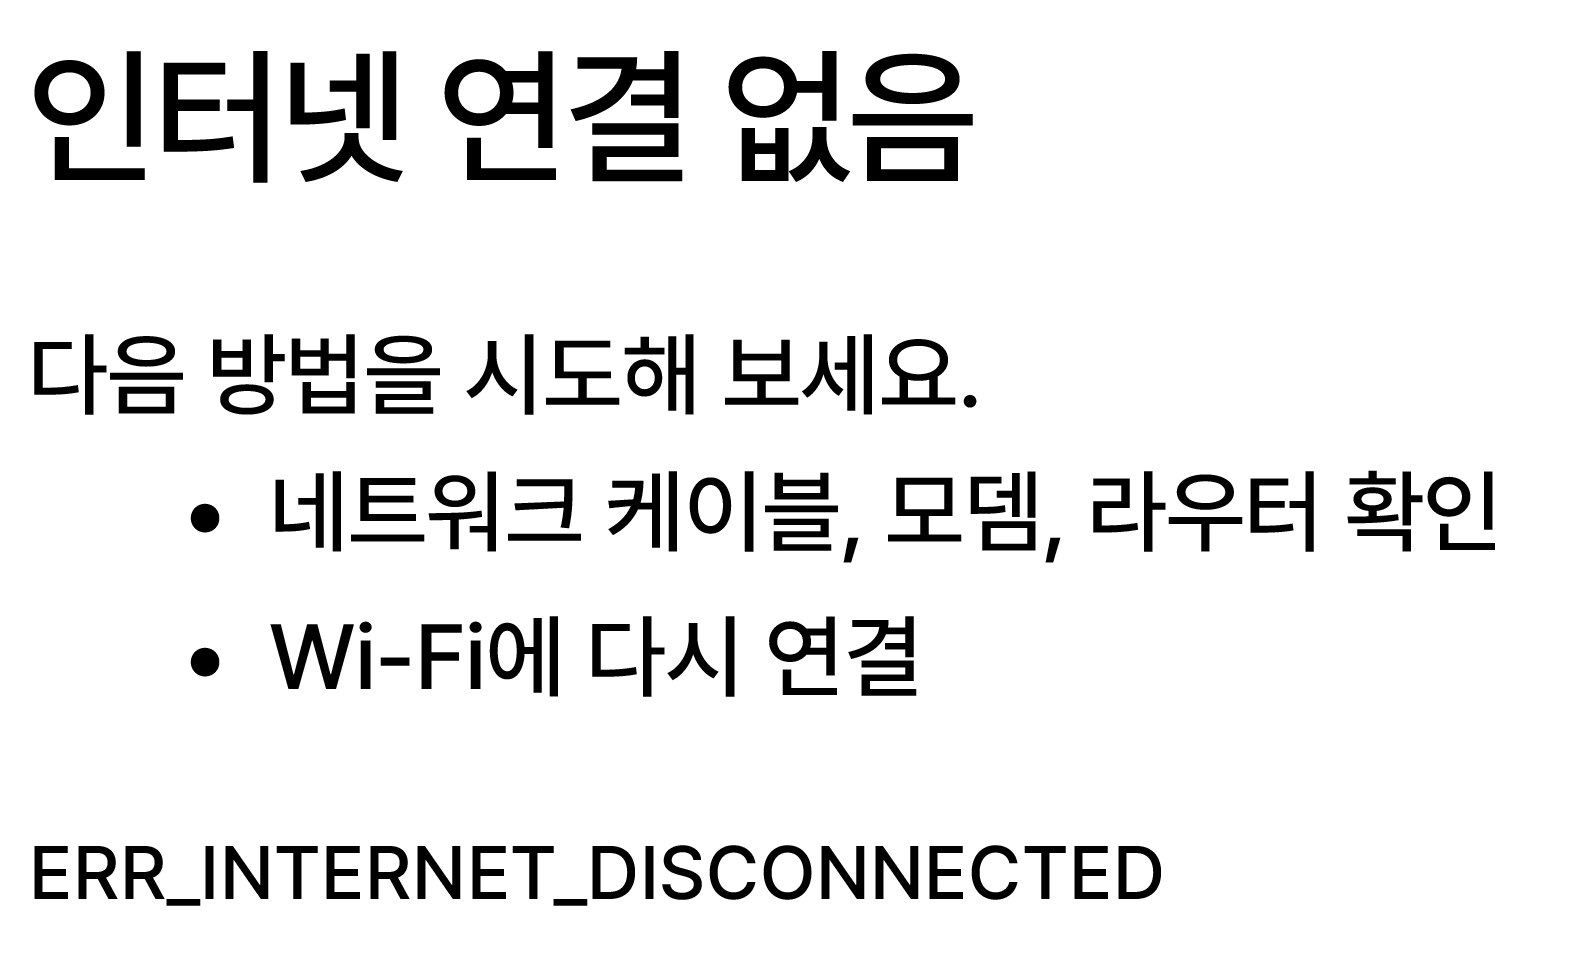 인터넷 연결 없음
다음 방법을 시도해 보세요.
• 네트워크 케이블, 모뎀, 라우터 확인
• Wi-Fi에 다시 연결
ERR_INTERNET_DISCONNECTED